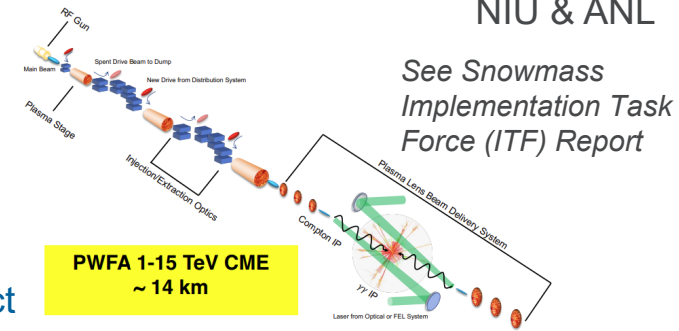 NIU & ANL
See Snowmass
Implementation Task
Force (ITF) Report
RF Gun
Main Beam
Spent Drive Beam to Dump
New Drive from Distribution System
Plasma Stage
Injection/Extraction Optics
Plasma Lens Beam Delivery System
Compton IP
γγ IP
Laser from Optical or FEL System
PWFA 1-15 TeV CME
~ 14 km
ct